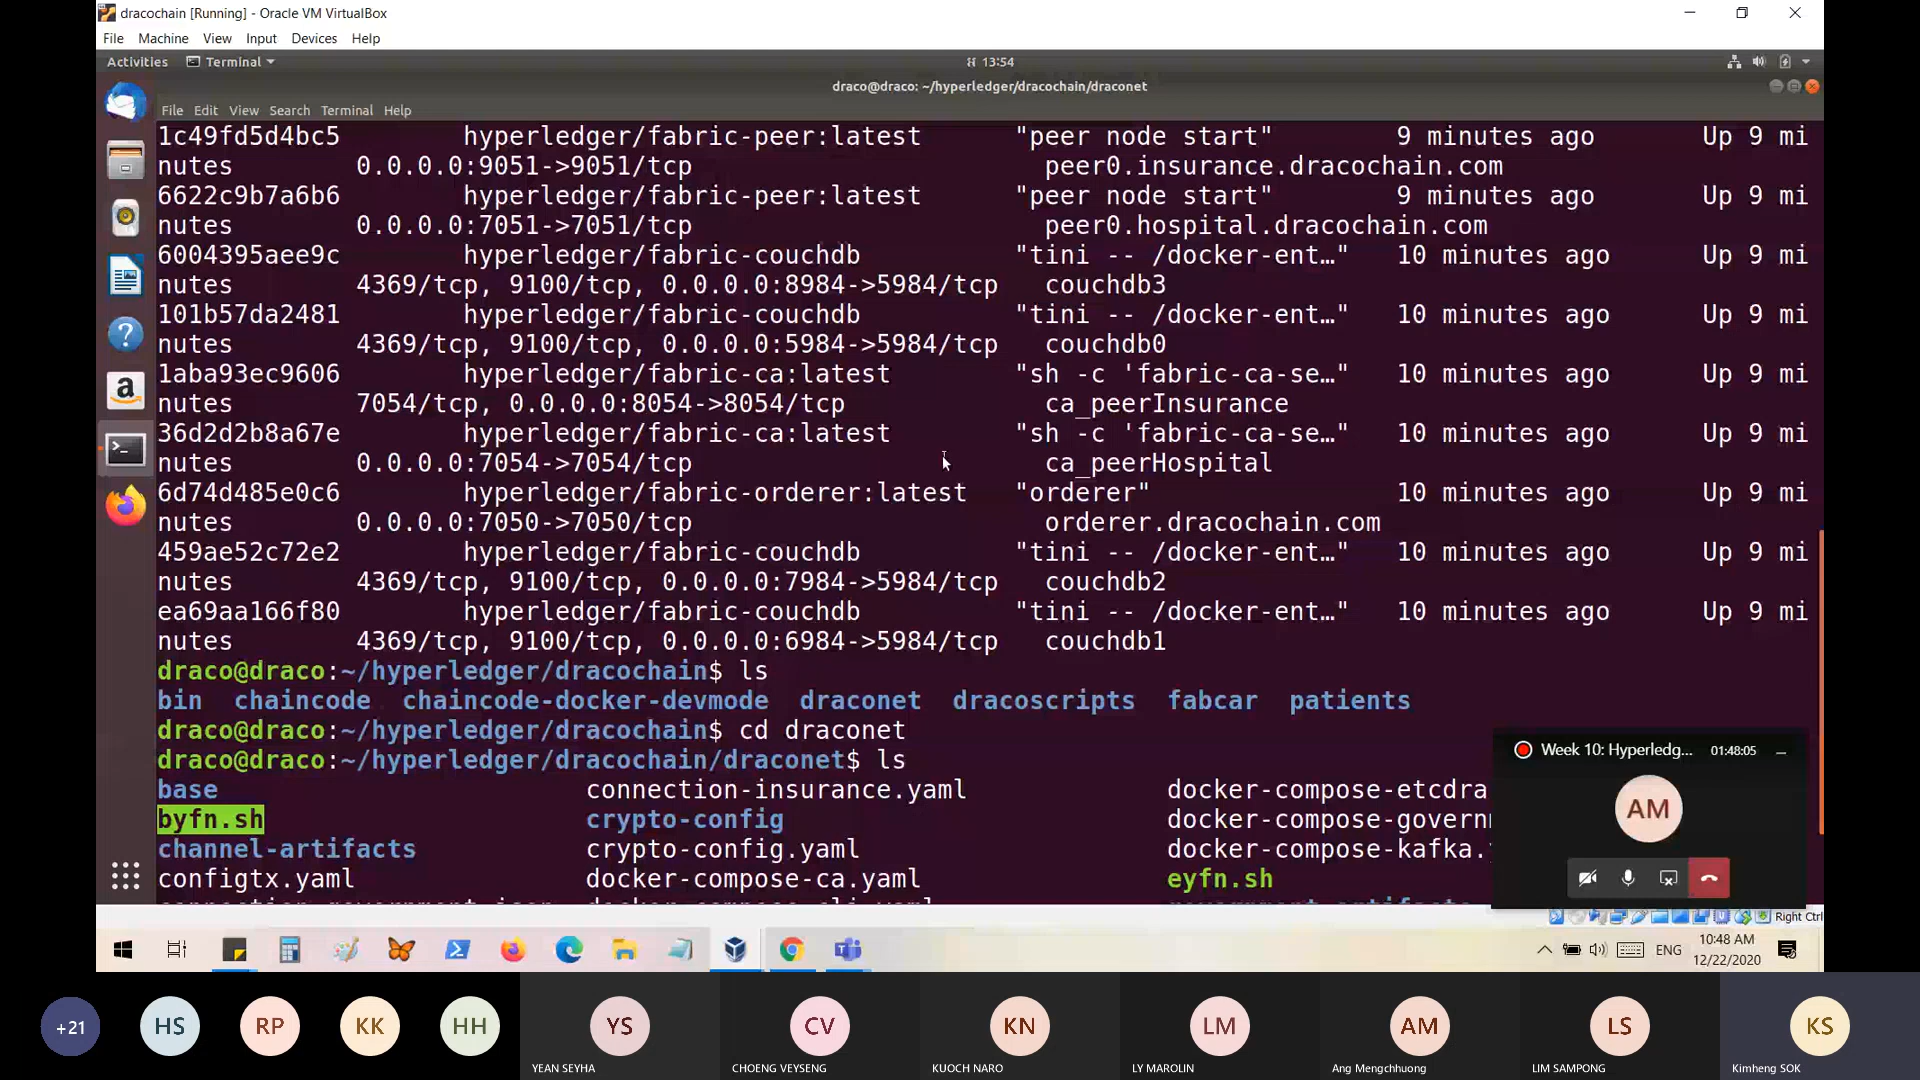 dracochain [Running] - Oracle VM VirtualBox
File Machine View Input Devices Help
Activities Terminal 13:54
draco@draco: ~/hyperledger/dracochain/draconet
File Edit View Search Terminal Help
1c49fd5d4bc5 hyperledger/fabric-peer:latest "peer node start" 9 minutes ago Up 9 mi
nutes 0.0.0.0:9051->9051/tcp peer0.insurance.dracochain.com
6622c9b7a6b6 hyperledger/fabric-peer:latest "peer node start" 9 minutes ago Up 9 mi
nutes 0.0.0.0:7051->7051/tcp peer0.hospital.dracochain.com
6004395aee9c hyperledger/fabric-couchdb "tini -- /docker-ent…" 10 minutes ago Up 9 mi
nutes 4369/tcp, 9100/tcp, 0.0.0.0:8984->5984/tcp couchdb3
101b57da2481 hyperledger/fabric-couchdb "tini -- /docker-ent…" 10 minutes ago Up 9 mi
nutes 4369/tcp, 9100/tcp, 0.0.0.0:5984->5984/tcp couchdb0
1aba93ec9606 hyperledger/fabric-ca:latest "sh -c 'fabric-ca-se…" 10 minutes ago Up 9 mi
nutes 7054/tcp, 0.0.0.0:8054->8054/tcp ca_peerInsurance
36d2d2b8a67e hyperledger/fabric-ca:latest "sh -c 'fabric-ca-se…" 10 minutes ago Up 9 mi
nutes 0.0.0.0:7054->7054/tcp ca_peerHospital
6d74d485e0c6 hyperledger/fabric-orderer:latest "orderer" 10 minutes ago Up 9 mi
nutes 0.0.0.0:7050->7050/tcp orderer.dracochain.com
459ae52c72e2 hyperledger/fabric-couchdb "tini -- /docker-ent…" 10 minutes ago Up 9 mi
nutes 4369/tcp, 9100/tcp, 0.0.0.0:7984->5984/tcp couchdb2
ea69aa166f80 hyperledger/fabric-couchdb "tini -- /docker-ent…" 10 minutes ago Up 9 mi
nutes 4369/tcp, 9100/tcp, 0.0.0.0:6984->5984/tcp couchdb1
draco@draco:~/hyperledger/dracochain$ ls
bin chaincode chaincode-docker-devmode draconet dracoscripts fabcar patients
draco@draco:~/hyperledger/dracochain$ cd draconet
draco@draco:~/hyperledger/dracochain/draconet$ ls
base connection-insurance.yaml docker-compose-etcdra
byfn.sh crypto-config docker-compose-govern
channel-artifacts crypto-config.yaml docker-compose-kafka.
configtx.yaml docker-compose-ca.yaml eyfn.sh
Week 10: Hyperledg... 01:48:05
AM
Right Ctrl
ENG 10:48 AM
12/22/2020
+21 HS RP KK HH YS CV KN LM AM LS KS
YEAN SEYHA CHOENG VEYSENG KUOCH NARO LY MAROLIN Ang Mengchhuong LIM SAMPONG Kimheng SOK